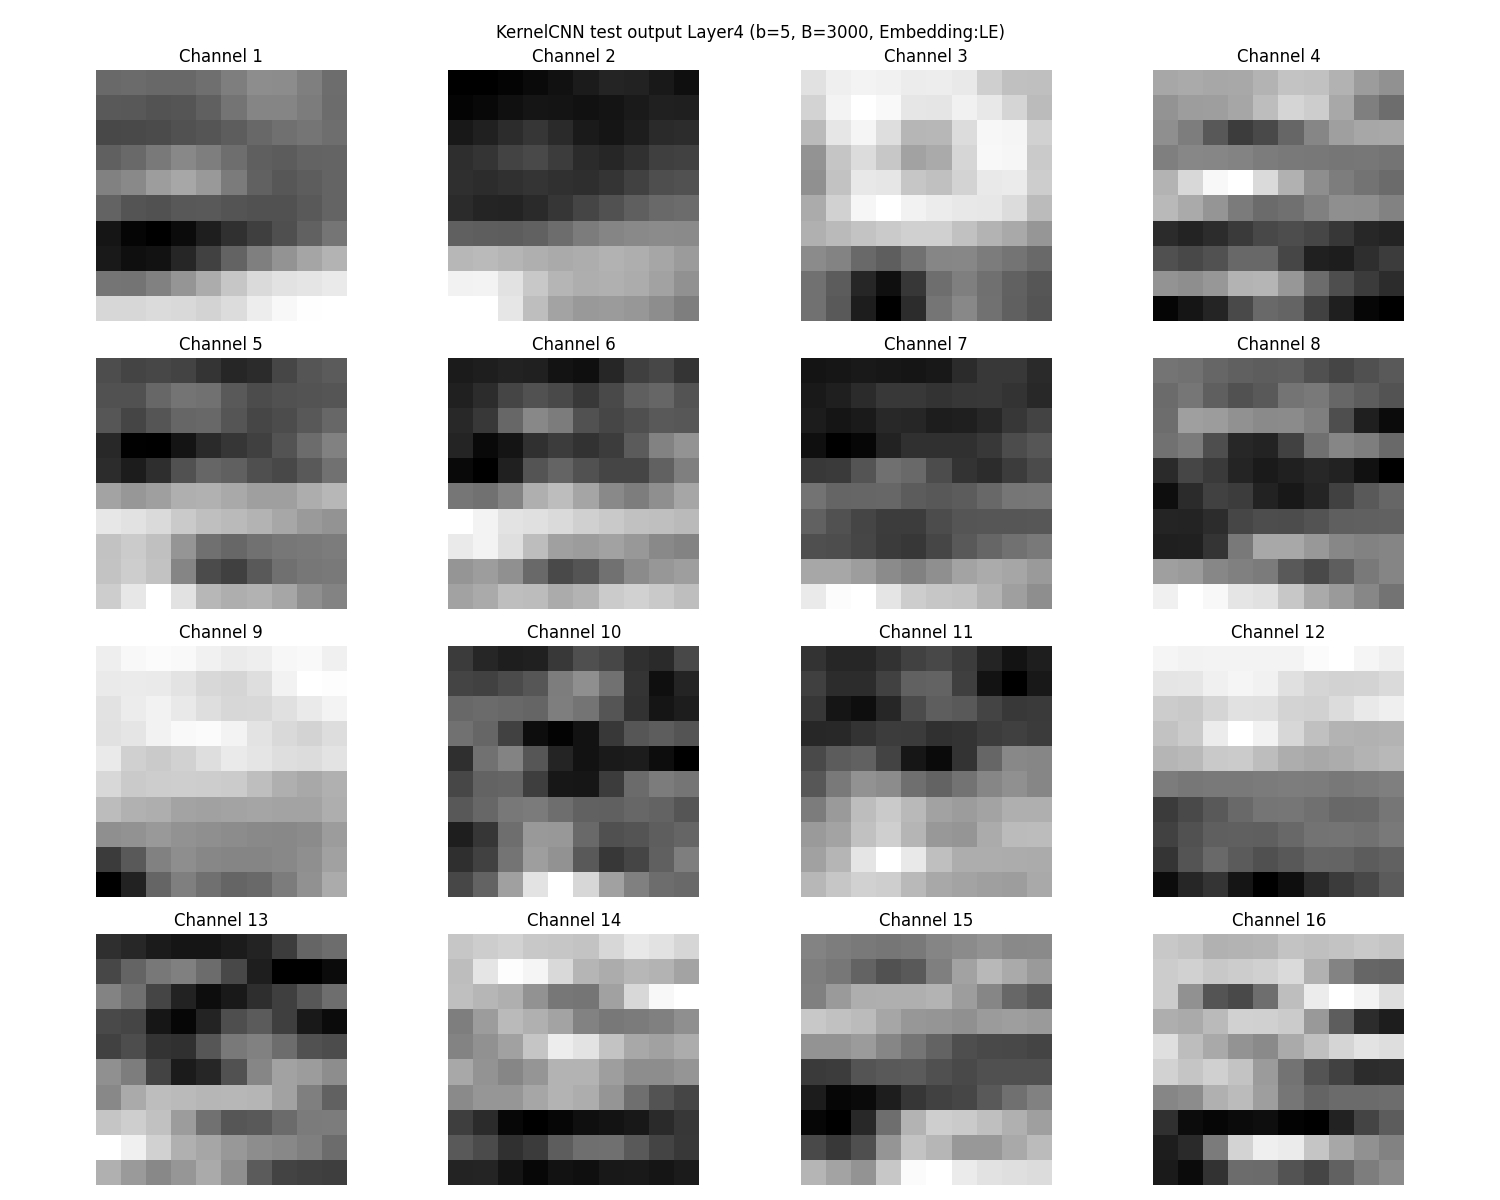 KernelCNN test output Layer4 (b=5, B=3000, Embedding:LE)
Channel 1
Channel 2
Channel 3
Channel 4
Channel 5
Channel 6
Channel 7
Channel 8
Channel 9
Channel 10
Channel 11
Channel 12
Channel 13
Channel 14
Channel 15
Channel 16